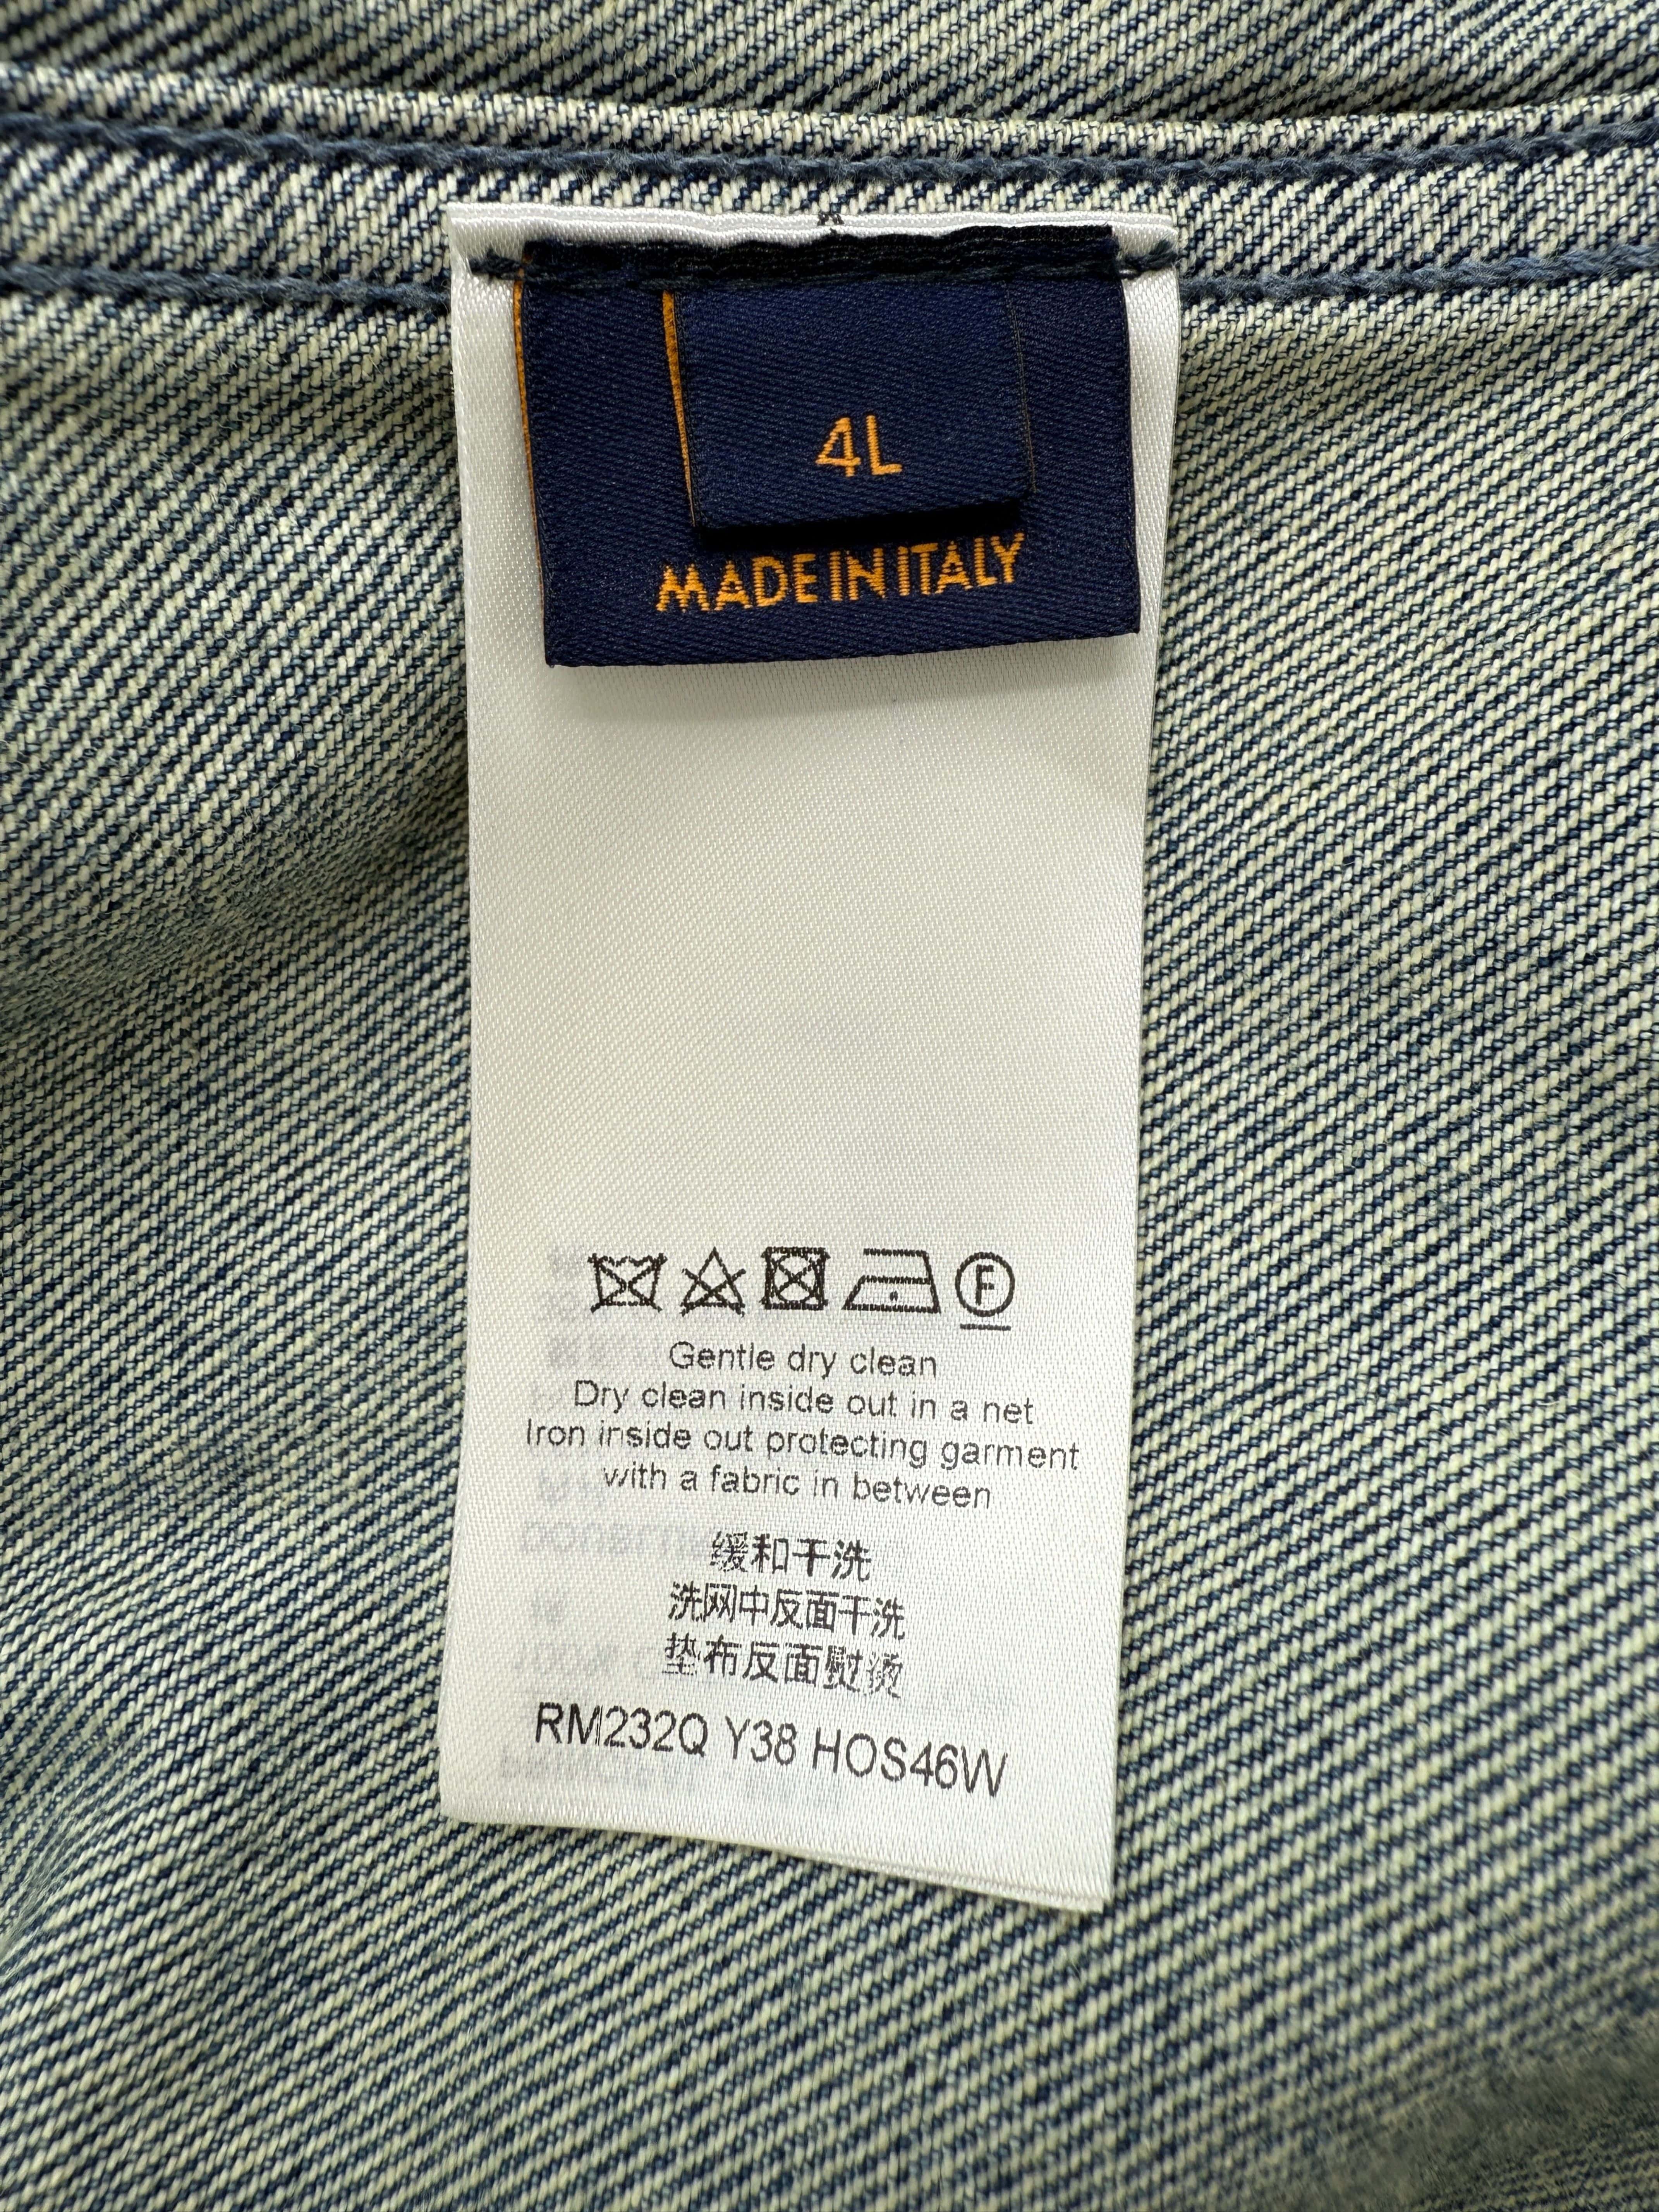 4L
MADE IN ITALY
F
Gentle dry clean
Dry clean inside out in a net
Iron inside out protecting garment
with a fabric in between
缓和干洗
洗网中反面干洗
垫布反面熨烫
RM232Q Y38 HOS46W